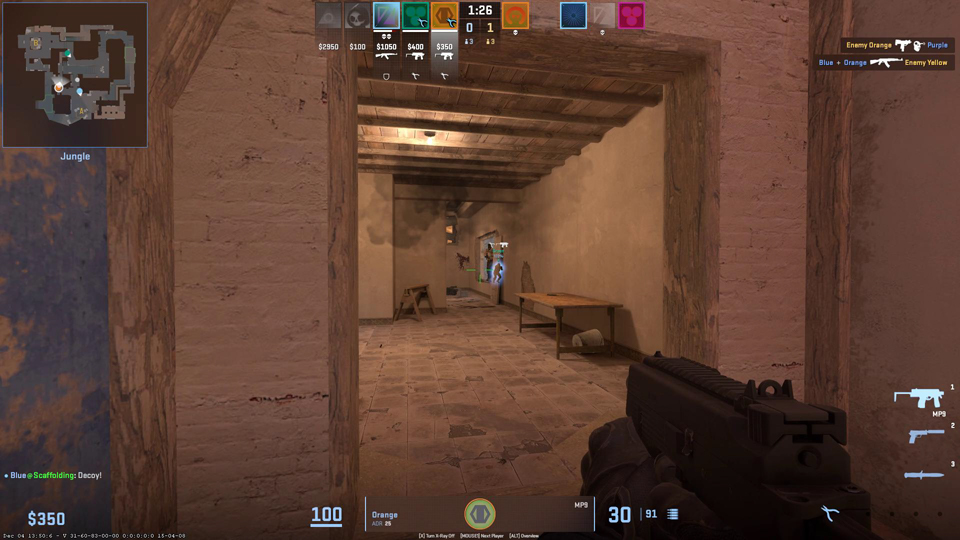 1:26
0 1
3 3
$2950 $100 $1050 $400 $350
Enemy Orange Purple
Blue + Orange Enemy Yellow
Jungle
1
MP9
2
3
• Blue@Scaffolding: Decoy!
$350
100
Orange
ADR 25
MP9
30 | 91
[X] Turn X-Ray Off [MOUSE1] Next Player [ALT] Overview